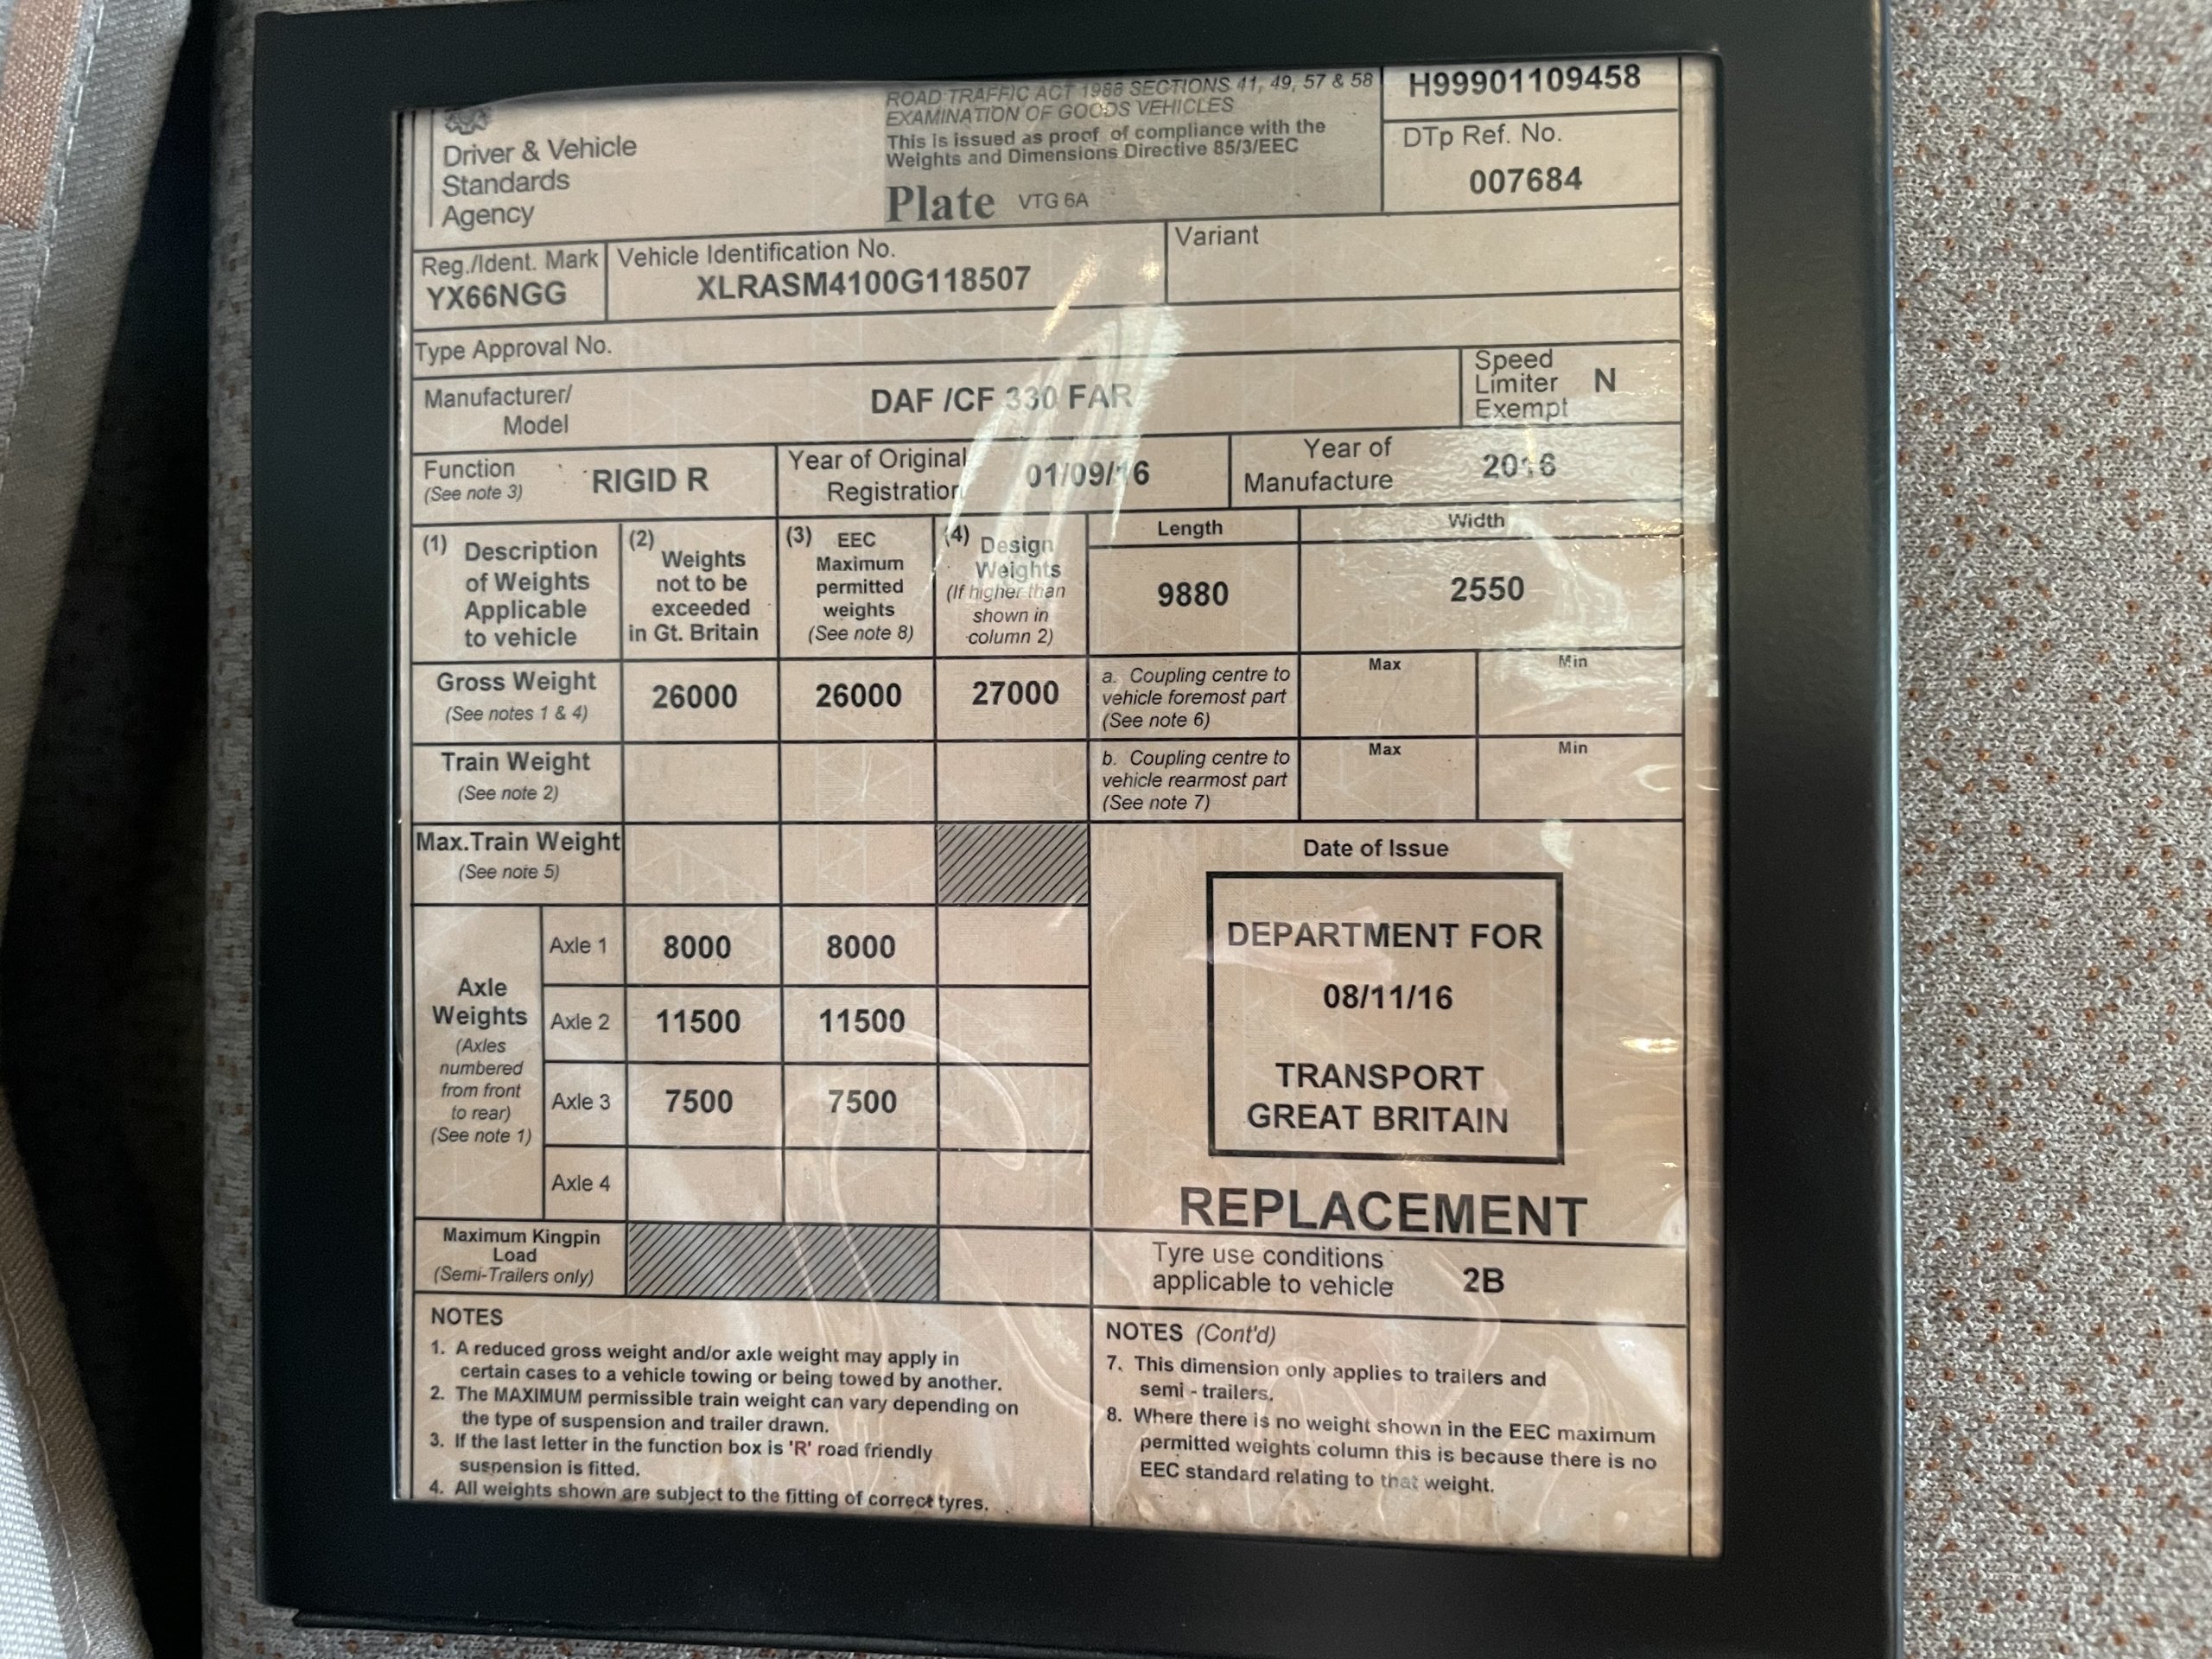 ROAD TRAFFIC ACT 1988 SECTIONS 41, 49, 57 & 58
EXAMINATION OF GOODS VEHICLES
This is issued as proof of compliance with the
Weights and Dimensions Directive 85/3/EEC
Plate VTG 6A
H99901109458
DTp Ref. No.
007684
Driver & Vehicle
Standards
Agency
Reg./Ident. Mark
YX66NGG
Vehicle Identification No.
XLRASM4100G118507
Variant
Type Approval No.
Manufacturer/
Model
DAF /CF 330 FAR
Speed
Limiter
Exempt
N
Function
(See note 3)
RIGID R
Year of Original
Registration
01/09/16
Year of
Manufacture
2016
(1) Description
of Weights
Applicable
to vehicle
(2)
Weights
not to be
exceeded
in Gt. Britain
(3) EEC
Maximum
permitted
weights
(See note 8)
(4) Design
Weights
(If higher than
shown in
column 2)
Length
9880
Width
2550
Gross Weight
(See notes 1 & 4)
26000
26000
27000
a. Coupling centre to
vehicle foremost part
(See note 6)
Max
Min
Train Weight
(See note 2)
b. Coupling centre to
vehicle rearmost part
(See note 7)
Max
Min
Max.Train Weight
(See note 5)
Axle
Weights
(Axles
numbered
from front
to rear)
(See note 1)
Axle 1
8000
8000
Axle 2
11500
11500
Axle 3
7500
7500
Axle 4
Maximum Kingpin
Load
(Semi-Trailers only)
Date of Issue
DEPARTMENT FOR
08/11/16
TRANSPORT
GREAT BRITAIN
REPLACEMENT
Tyre use conditions
applicable to vehicle
2B
NOTES
1. A reduced gross weight and/or axle weight may apply in
certain cases to a vehicle towing or being towed by another.
2. The MAXIMUM permissible train weight can vary depending on
the type of suspension and trailer drawn.
3. If the last letter in the function box is 'R' road friendly
suspension is fitted.
4. All weights shown are subject to the fitting of correct tyres.
NOTES (Cont'd)
7. This dimension only applies to trailers and
semi - trailers.
8. Where there is no weight shown in the EEC maximum
permitted weights column this is because there is no
EEC standard relating to that weight.